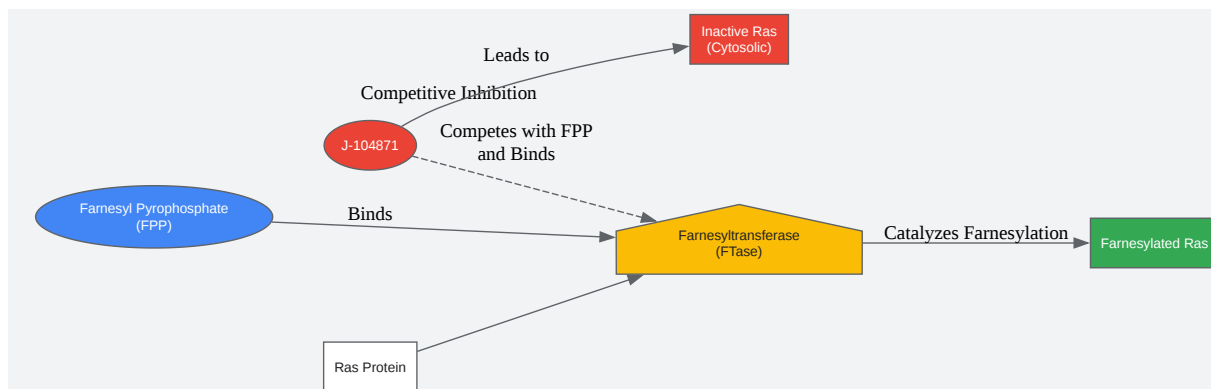 Inactive Ras
(Cytosolic)
Leads to
Competitive Inhibition
J-104871
Competes with FPP
and Binds
Farnesyl Pyrophosphate
(FPP)
Binds
Farnesyltransferase
(FTase)
Catalyzes Farnesylation
Farnesylated Ras
Ras Protein